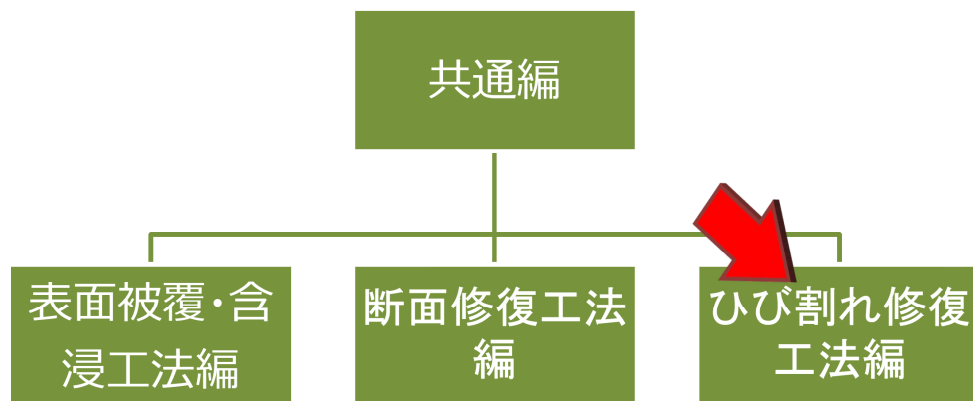 共通編
表面被覆・含
浸工法編
断面修復工法
編
ひび割れ修復
工法編